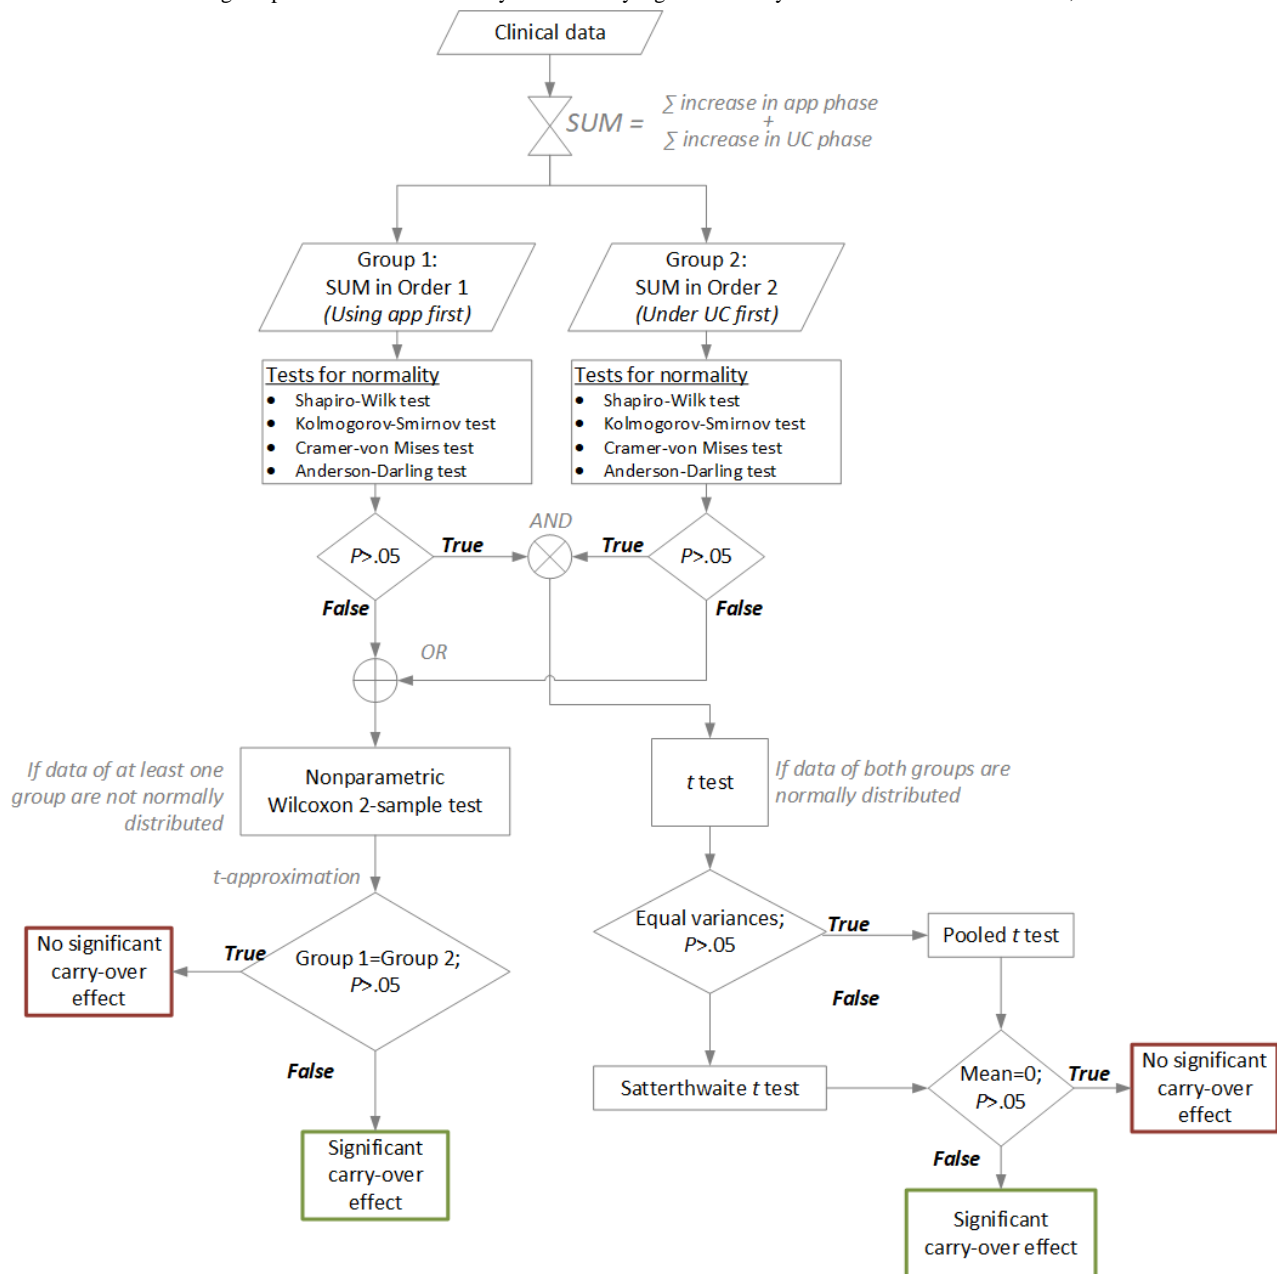 Clinical data
SUM =
∑ increase in app phase
+
∑ increase in UC phase
Group 1:
SUM in Order 1
(Using app first)
Group 2:
SUM in Order 2
(Under UC first)
Tests for normality
• Shapiro-Wilk test
• Kolmogorov-Smirnov test
• Cramer-von Mises test
• Anderson-Darling test
Tests for normality
• Shapiro-Wilk test
• Kolmogorov-Smirnov test
• Cramer-von Mises test
• Anderson-Darling test
AND
P>.05
True
True
P>.05
False
False
OR
If data of at least one
group are not normally
distributed
Nonparametric
Wilcoxon 2-sample test
t test
If data of both groups are
normally distributed
t-approximation
Equal variances;
P>.05
True
Pooled t test
No significant
carry-over
effect
True
Group 1=Group 2;
P>.05
False
False
Satterthwaite t test
Mean=0;
P>.05
True
No significant
carry-over
effect
False
Significant
carry-over
effect
Significant
carry-over effect